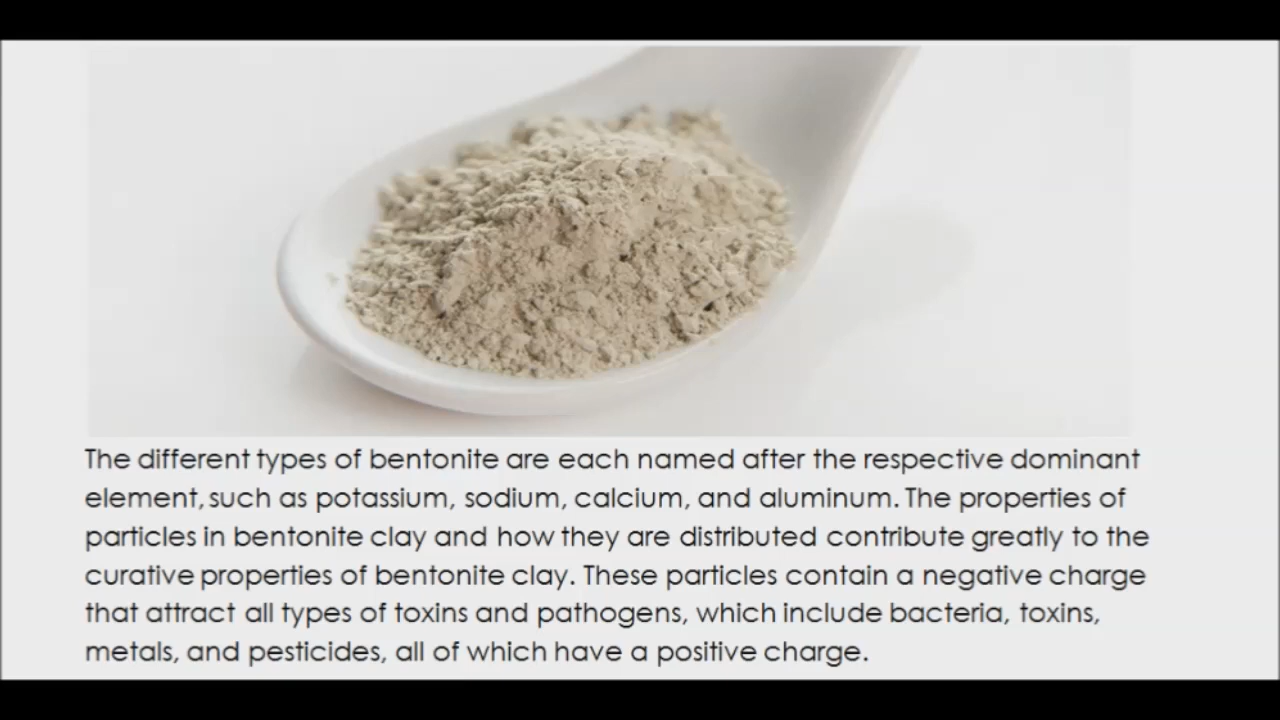 The different types of bentonite are each named after the respective dominant
element, such as potassium, sodium, calcium, and aluminum. The properties of
particles in bentonite clay and how they are distributed contribute greatly to the
curative properties of bentonite clay. These particles contain a negative charge
that attract all types of toxins and pathogens, which include bacteria, toxins,
metals, and pesticides, all of which have a positive charge.